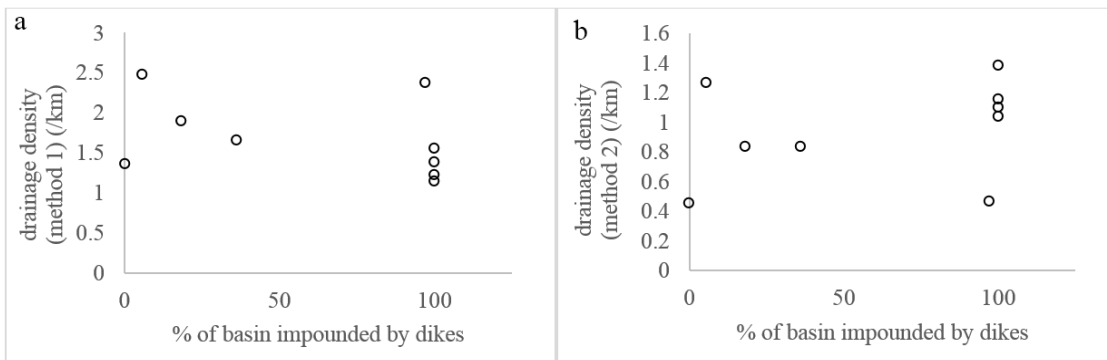 a
drainage density
(method 1) (/km)
3
2.5
2
1.5
1
0.5
0
0 50 100
% of basin impounded by dikes
b
drainage density
(method 2) (/km)
1.6
1.4
1.2
1
0.8
0.6
0.4
0.2
0
0 50 100
% of basin impounded by dikes